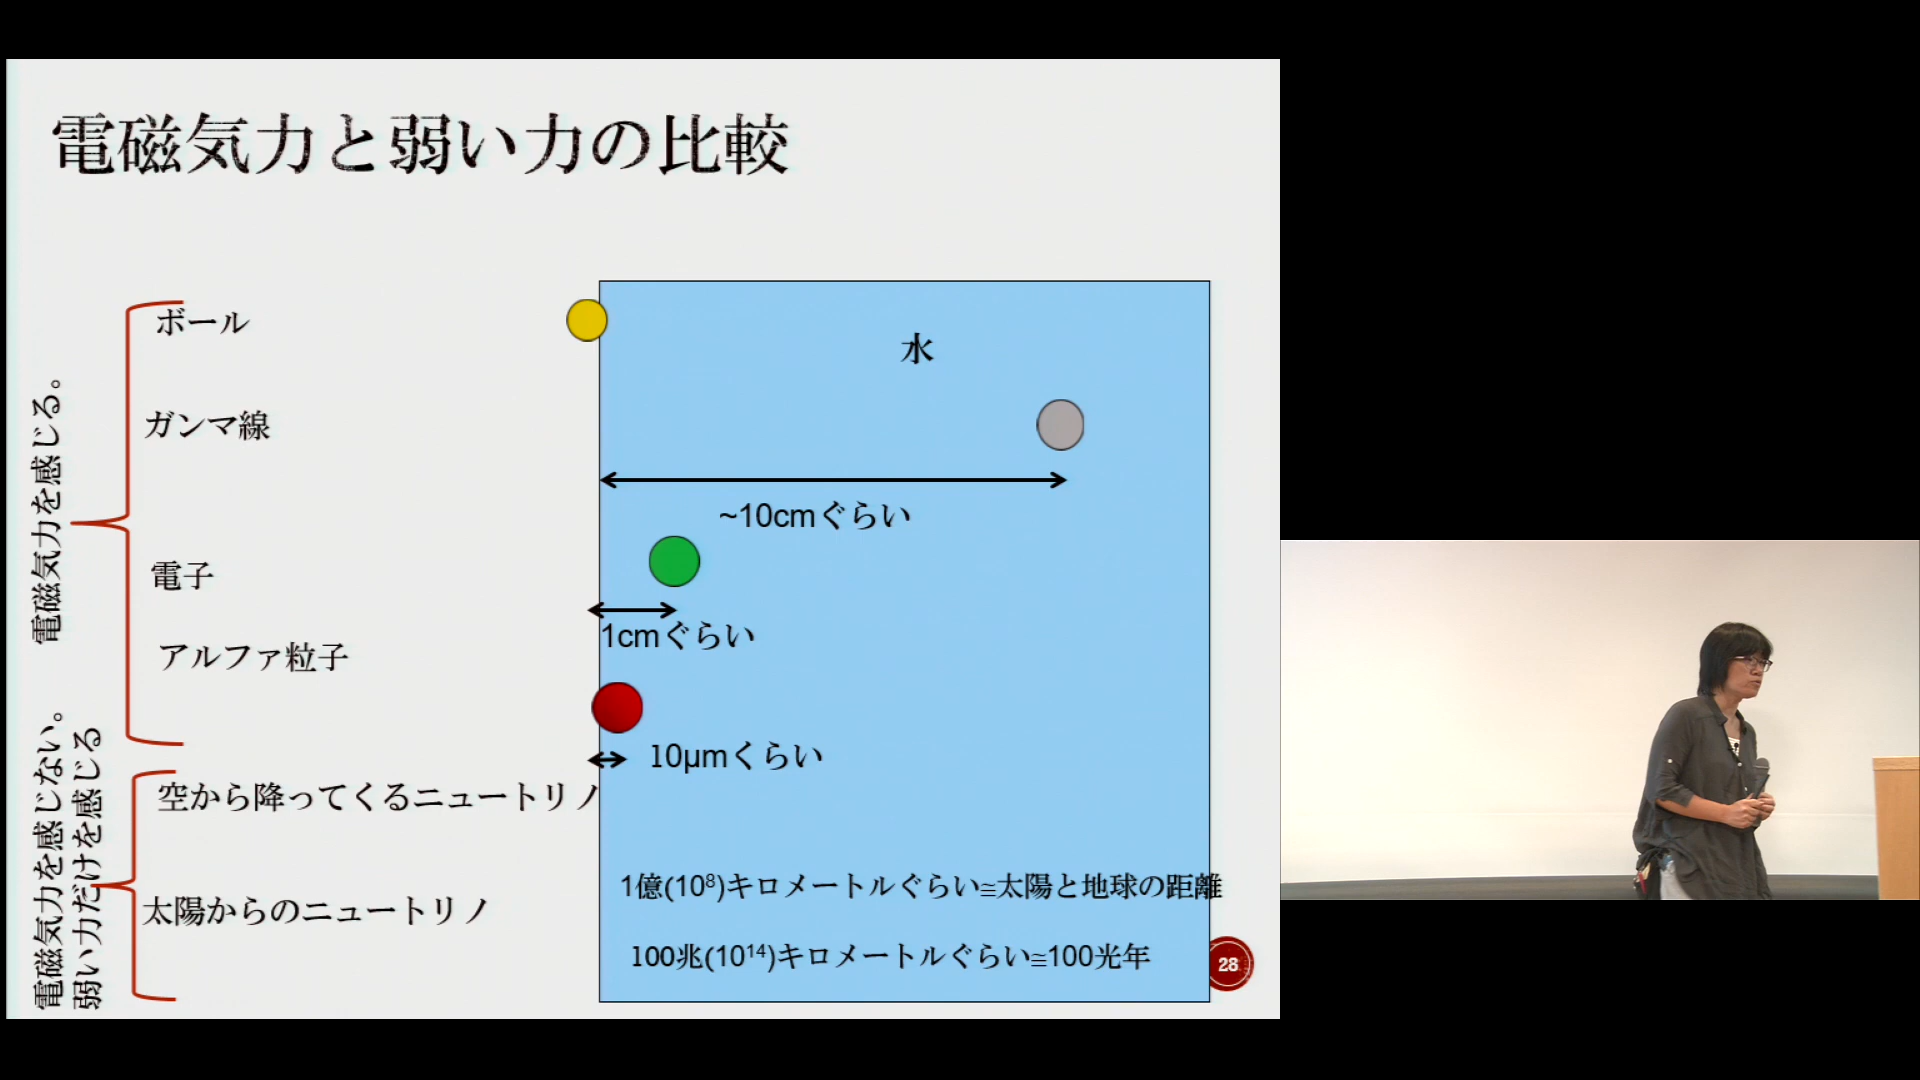 電磁気力と弱い力の比較
電磁気力を感じる。
ボール
水
ガンマ線
~10cmぐらい
電子
1cmぐらい
アルファ粒子
10μmくらい
電磁気力を感じない。
弱い力だけを感じる
空から降ってくるニュートリノ
1億(10⁸)キロメートルぐらい≅太陽と地球の距離
太陽からのニュートリノ
100兆(10¹⁴)キロメートルぐらい≅100光年
28